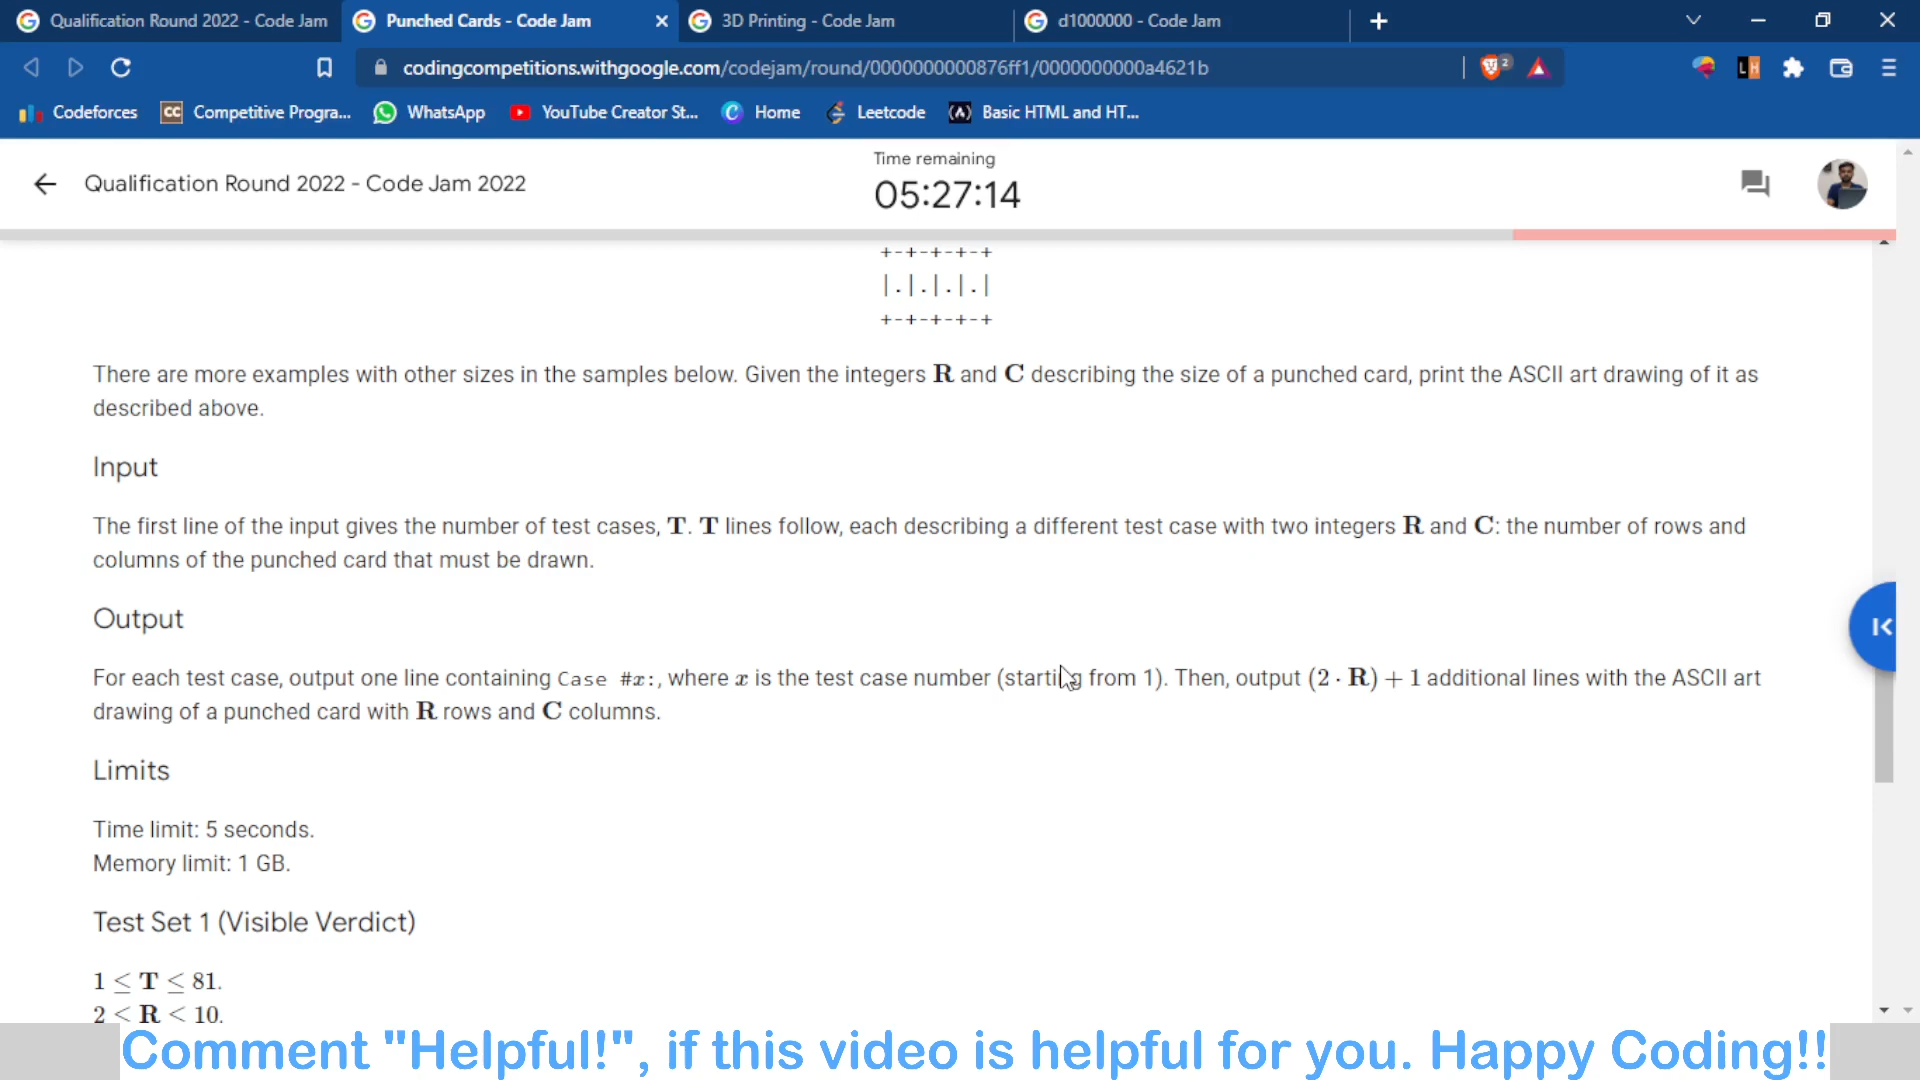 Qualification Round 2022 - Code Jam
Punched Cards - Code Jam
3D Printing - Code Jam
d1000000 - Code Jam
codingcompetitions.withgoogle.com/codejam/round/0000000000876ff1/0000000000a4621b
2
LH
Codeforces
CC
Competitive Progra...
WhatsApp
YouTube Creator St...
Home
Leetcode
Basic HTML and HT...
Time remaining
Qualification Round 2022 - Code Jam 2022
05:27:14
+-+-+-+-+
|.|.|.|.|
+-+-+-+-+
There are more examples with other sizes in the samples below. Given the integers R and C describing the size of a punched card, print the ASCII art drawing of it as
described above.
Input
The first line of the input gives the number of test cases, T. T lines follow, each describing a different test case with two integers R and C: the number of rows and
columns of the punched card that must be drawn.
Output
For each test case, output one line containing Case #x:, where x is the test case number (starting from 1). Then, output (2 · R) + 1 additional lines with the ASCII art
drawing of a punched card with R rows and C columns.
Limits
Time limit: 5 seconds.
Memory limit: 1 GB.
Test Set 1 (Visible Verdict)
1 ≤ T ≤ 81.
2 ≤ R ≤ 10.
Comment "Helpful!", if this video is helpful for you. Happy Coding!!